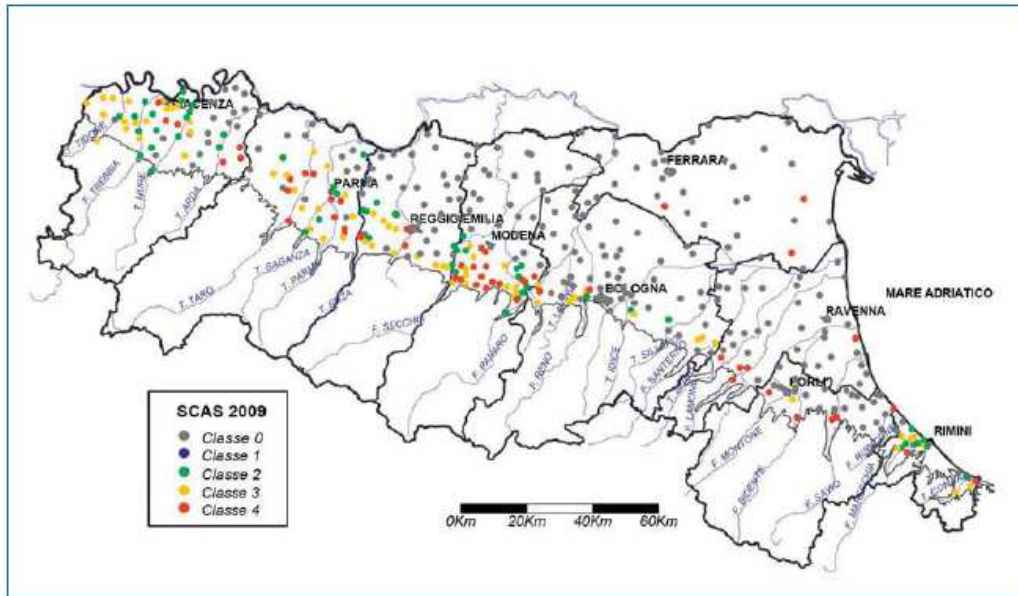 PIACENZA
FERRARA
PARMA
REGGIO EMILIA
MODENA
BOLOGNA
MARE ADRIATICO
RAVENNA
FORLI'
RIMINI
T. TIDONE
F. TREBBIA
T. NURE
T. ARDA
T. TARO
T. BAGANZA
T. PARMA
T. ENZA
F. SECCHIA
F. PANARO
F. RENO
T. IDICE
T. SILLARO
F. SANTERNO
F. LAMONE
F. MONTONE
F. BIDENTE
F. SAVIO
F. MARECCHIA
T. CONCA
SCAS 2009
Classe 0
Classe 1
Classe 2
Classe 3
Classe 4
0Km 20Km 40Km 60Km